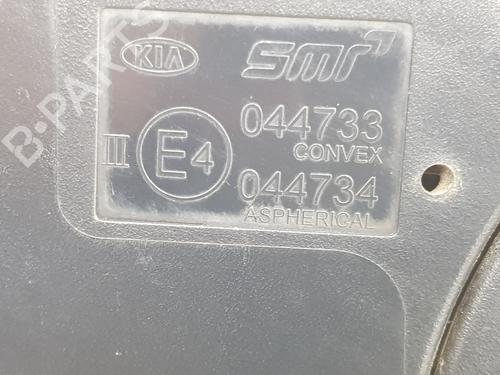 KIA SMR
III E4 044733
CONVEX
044734
ASPHERICAL
B-PARTS